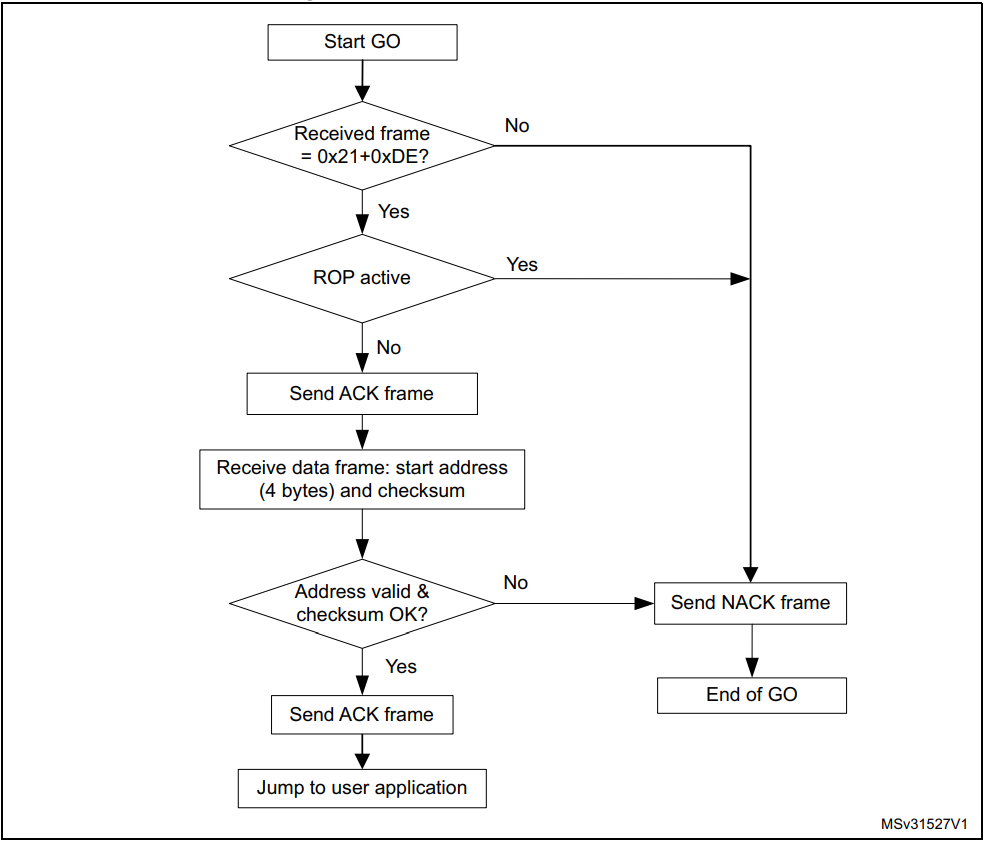 Start GO
Received frame
= 0x21+0xDE?
No
Yes
ROP active
Yes
No
Send ACK frame
Receive data frame: start address
(4 bytes) and checksum
Address valid &
checksum OK?
No
Send NACK frame
Yes
End of GO
Send ACK frame
Jump to user application
MSv31527V1